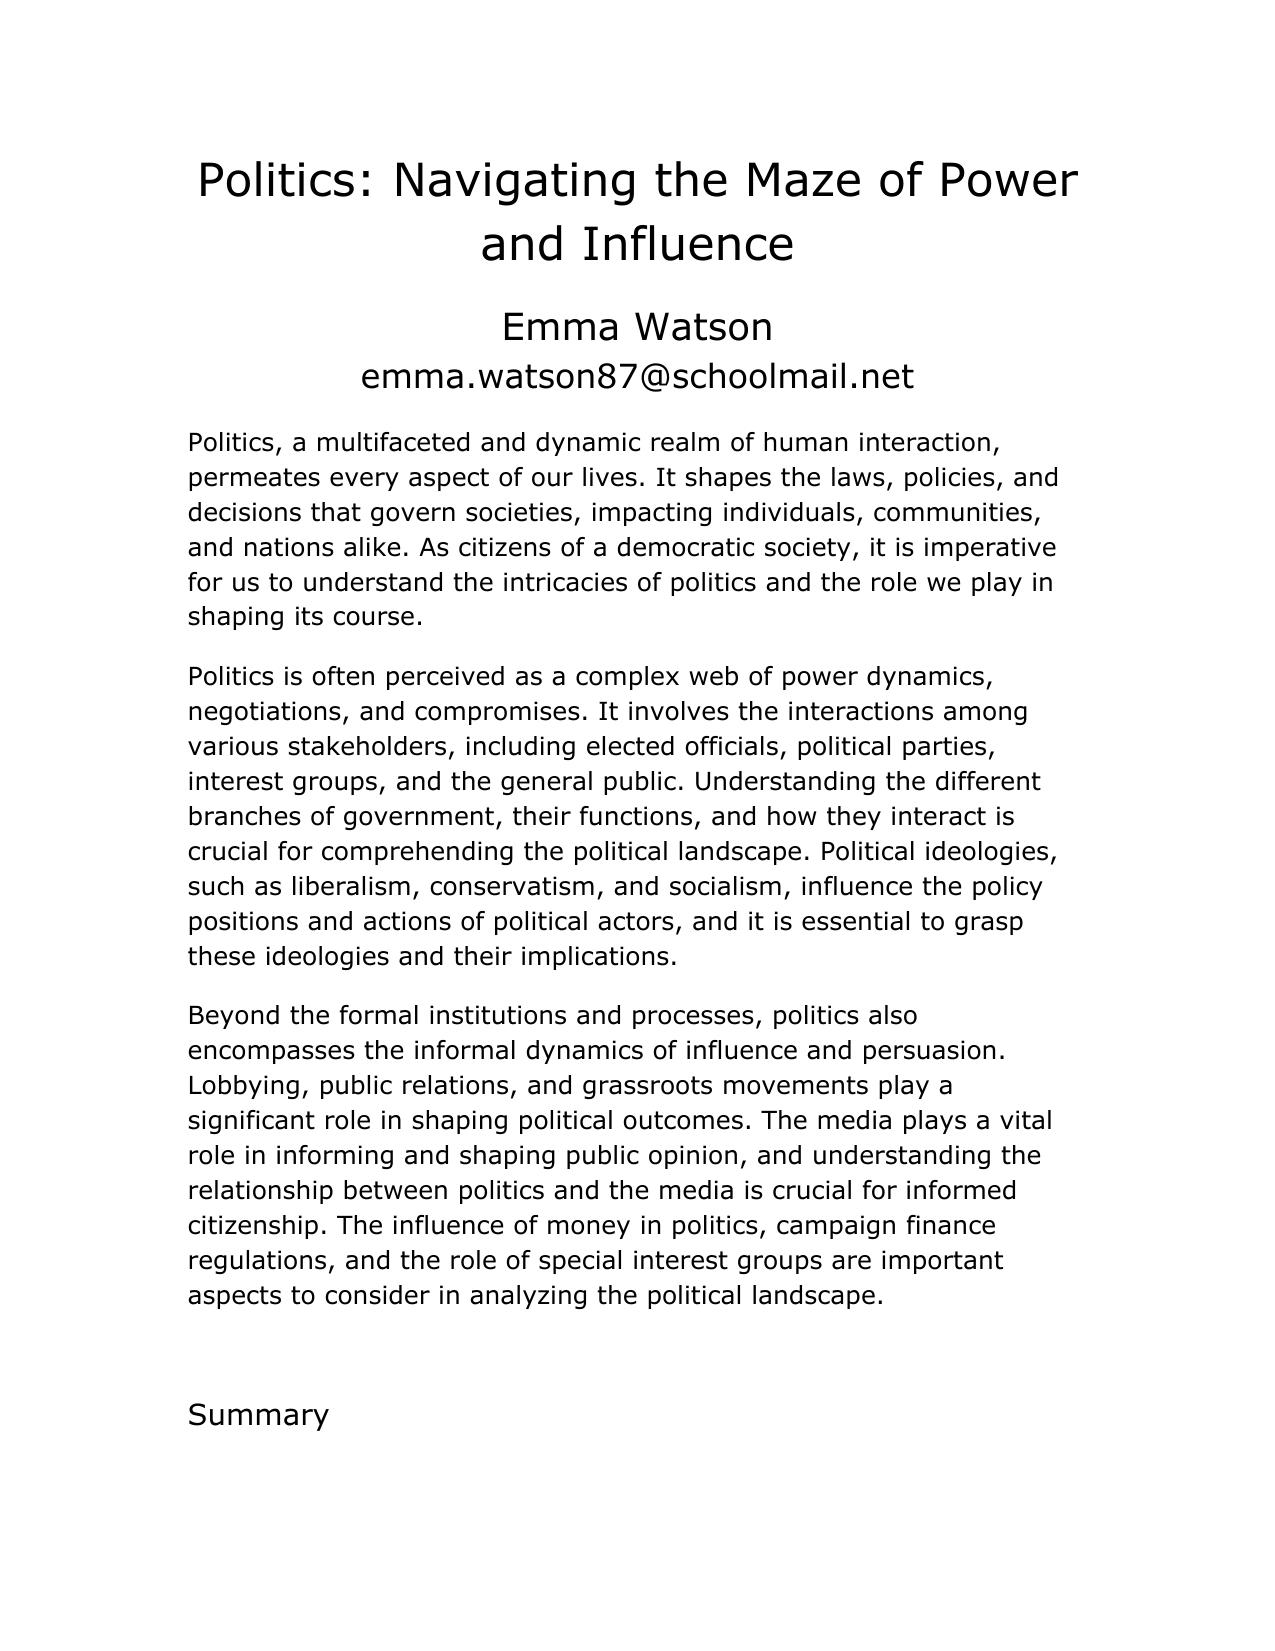 Politics: Navigating the Maze of Power
and Influence
Emma Watson
emma.watson87@schoolmail.net
Politics, a multifaceted and dynamic realm of human interaction,
permeates every aspect of our lives. It shapes the laws, policies, and
decisions that govern societies, impacting individuals, communities,
and nations alike. As citizens of a democratic society, it is imperative
for us to understand the intricacies of politics and the role we play in
shaping its course.
Politics is often perceived as a complex web of power dynamics,
negotiations, and compromises. It involves the interactions among
various stakeholders, including elected officials, political parties,
interest groups, and the general public. Understanding the different
branches of government, their functions, and how they interact is
crucial for comprehending the political landscape. Political ideologies,
such as liberalism, conservatism, and socialism, influence the policy
positions and actions of political actors, and it is essential to grasp
these ideologies and their implications.
Beyond the formal institutions and processes, politics also
encompasses the informal dynamics of influence and persuasion.
Lobbying, public relations, and grassroots movements play a
significant role in shaping political outcomes. The media plays a vital
role in informing and shaping public opinion, and understanding the
relationship between politics and the media is crucial for informed
citizenship. The influence of money in politics, campaign finance
regulations, and the role of special interest groups are important
aspects to consider in analyzing the political landscape.
Summary